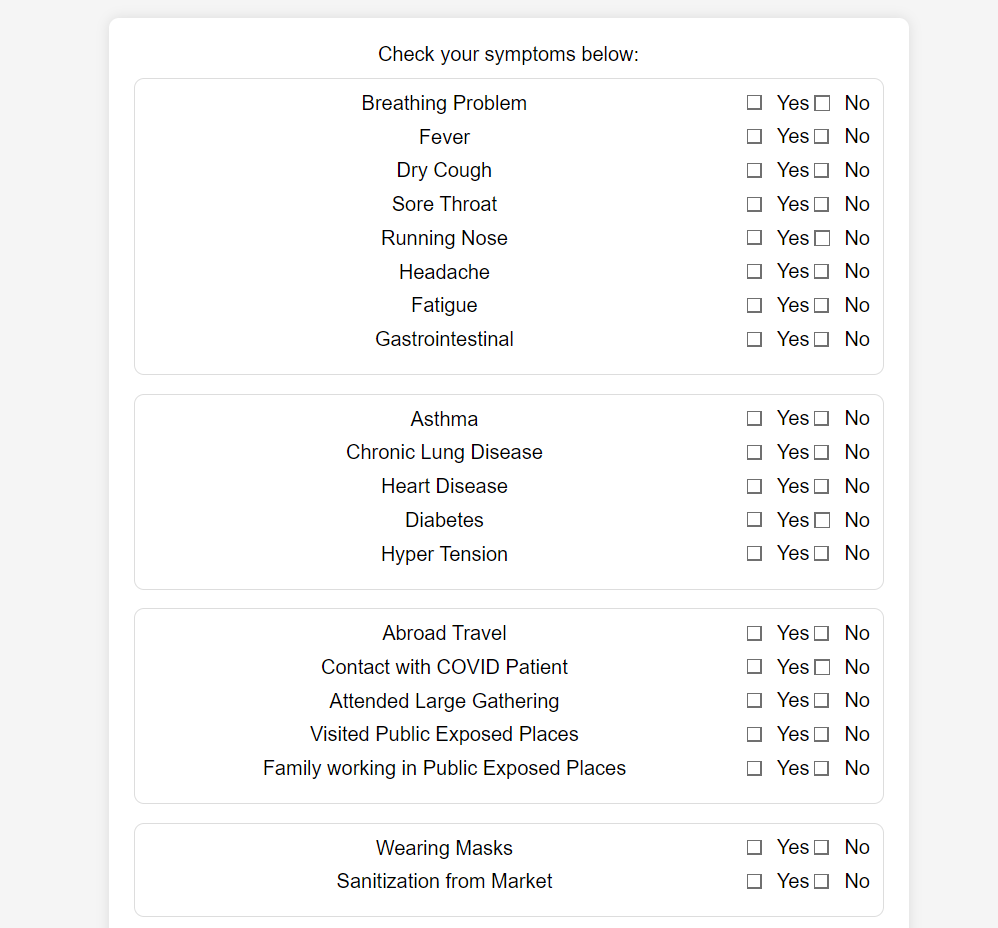 Check your symptoms below:
Breathing Problem Yes No
Fever Yes No
Dry Cough Yes No
Sore Throat Yes No
Running Nose Yes No
Headache Yes No
Fatigue Yes No
Gastrointestinal Yes No
Asthma Yes No
Chronic Lung Disease Yes No
Heart Disease Yes No
Diabetes Yes No
Hyper Tension Yes No
Abroad Travel Yes No
Contact with COVID Patient Yes No
Attended Large Gathering Yes No
Visited Public Exposed Places Yes No
Family working in Public Exposed Places Yes No
Wearing Masks Yes No
Sanitization from Market Yes No